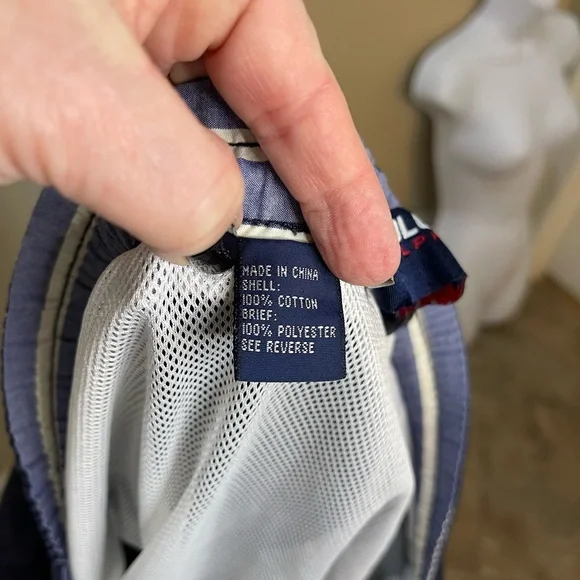 MADE IN CHINA
SHELL:
100% COTTON
BRIEF:
100% POLYESTER
SEE REVERSE